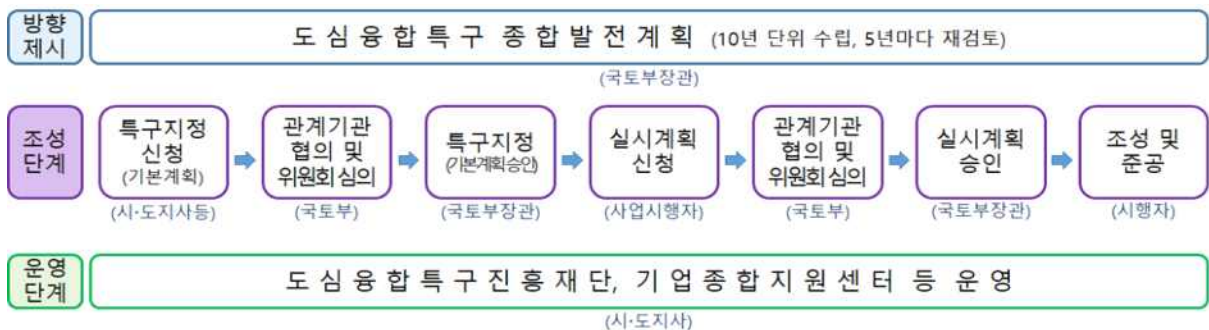 방향
제시
도심융합특구 종합발전계획 (10년 단위 수립, 5년마다 재검토)
(국토부장관)
조성
단계
특구지정
신청
(기본계획)
(시·도지사등)
관계기관
협의 및
위원회 심의
(국토부)
특구지정
(기본계획승인)
(국토부장관)
실시계획
신청
(사업시행자)
관계기관
협의 및
위원회 심의
(국토부)
실시계획
승인
(국토부장관)
조성 및
준공
(시행자)
운영
단계
도심융합특구진흥재단, 기업종합지원센터 등 운영
(시·도지사)